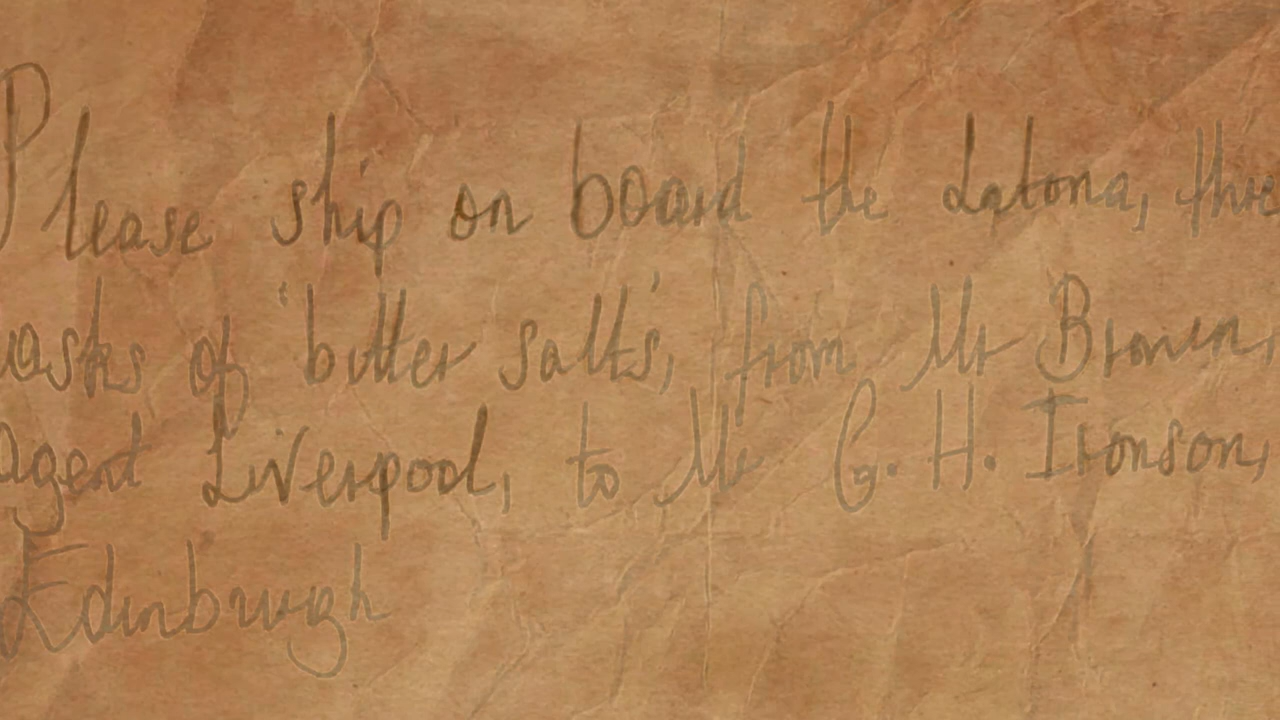 Please ship on board the Latona, three
casks of 'bitter salts', from Mr Brown,
agent Liverpool, to Mr G. H. Ironson,
Edinburgh